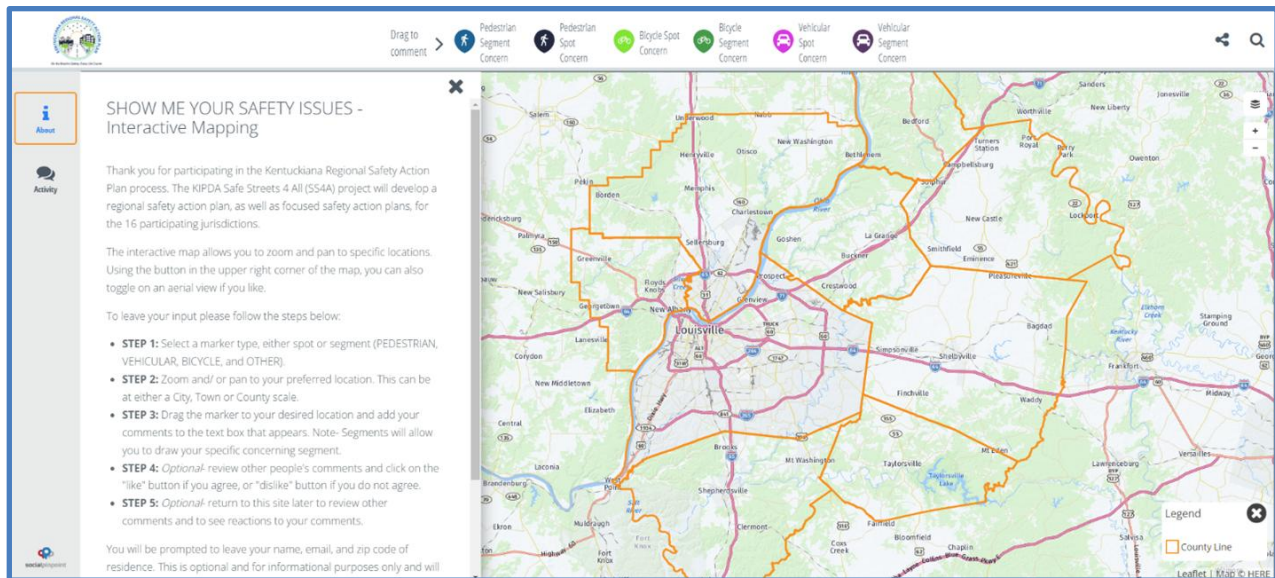 Drag to
comment
Pedestrian
Segment
Concern
Pedestrian
Spot
Concern
Bicycle Spot
Concern
Bicycle
Segment
Concern
Vehicular
Spot
Concern
Vehicular
Segment
Concern
About
Activity
SHOW ME YOUR SAFETY ISSUES -
Interactive Mapping
Thank you for participating in the Kentuckiana Regional Safety Action
Plan process. The KIPDA Safe Streets 4 All (SS4A) project will develop a
regional safety action plan, as well as focused safety action plans, for
the 16 participating jurisdictions.
The interactive map allows you to zoom and pan to specific locations.
Using the button in the upper right corner of the map, you can also
toggle on an aerial view if you like.
To leave your input please follow the steps below:
• STEP 1: Select a marker type, either spot or segment (PEDESTRIAN,
VEHICULAR, BICYCLE, and OTHER).
• STEP 2: Zoom and/ or pan to your preferred location. This can be
at either a City, Town or County scale.
• STEP 3: Drag the marker to your desired location and add your
comments to the text box that appears. Note- Segments will allow
you to draw your specific concerning segment.
• STEP 4: Optional- review other people's comments and click on the
"like" button if you agree, or "dislike" button if you do not agree.
• STEP 5: Optional- return to this site later to review other
comments and to see reactions to your comments.
You will be prompted to leave your name, email, and zip code of
residence. This is optional and for informational purposes only and will
socialpinpoint
Salem
Underwood
Nabb
Bedford
Worthville
Sanders
New Liberty
Jonesville
Henryville
Otisco
New Washington
Bethlehem
Turners
Station
Port
Royal
Perry
Park
Owenton
Campbellsburg
Pekin
Borden
Memphis
Charlestown
Ohio
River
Sulphur
New Castle
Lockport
Palmyra
Greenville
Sellersburg
Goshen
La Grange
Smithfield
Eminence
Pleasureville
New Salisbury
Floyds
Knobs
Buckner
Prospect
Crestwood
Georgetown
New Albany
Glenview
Elkhorn
Creek
Stamping
Ground
Lanesville
Louisville
Bagdad
Kentucky
River
Corydon
Simpsonville
Shelbyville
Frankfort
New Middletown
Midway
Finchville
Waddy
Elizabeth
Dixie Hwy
Central
Brooks
Mt Washington
Mt Eden
Versailles
Laconia
Taylorsville
Taylorsville
Lake
Lawrenceburg
Brandenburg
West
Point
Shepherdsville
Ekron
Muldraugh
Fort
Knox
Clermont
Fairfield
Bloomfield
Salvisa
Highway 60
Fort
Knox
Coxs
Creek
Chaplin
Legend
County Line
Leaflet | Map © HERE